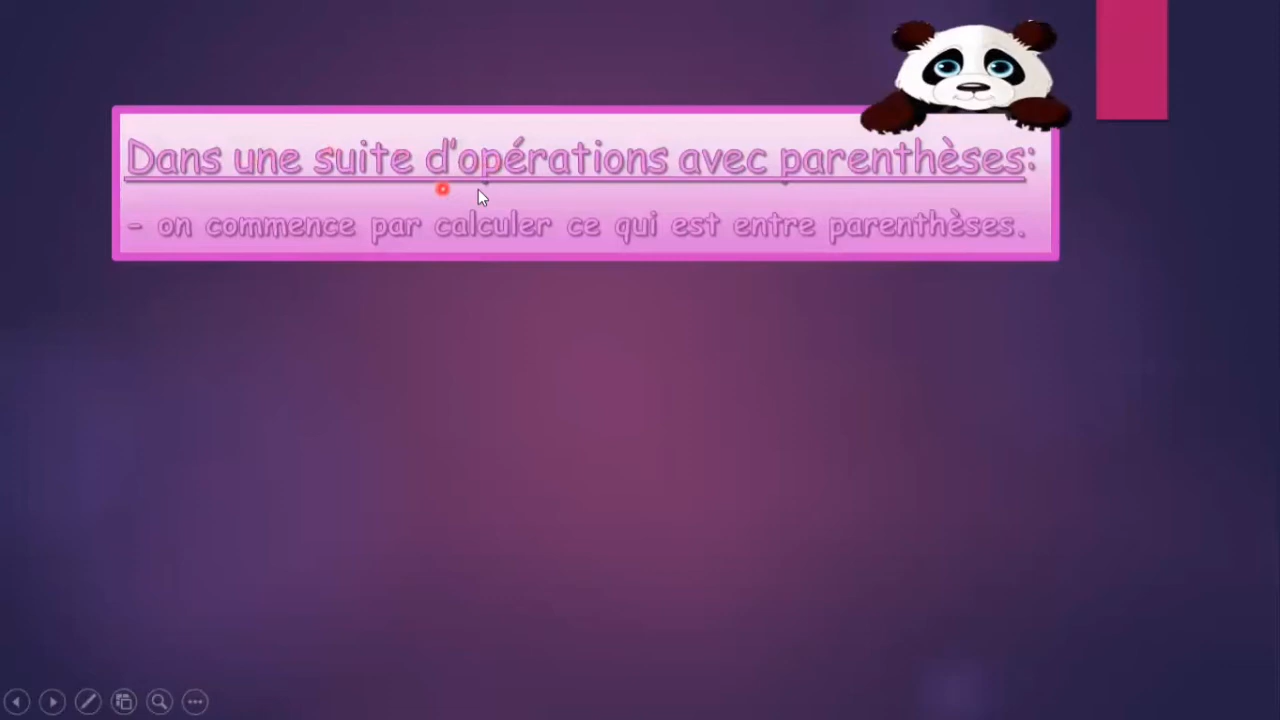 Dans une suite d'opérations avec parenthèses:
- on commence par calculer ce qui est entre parenthèses.